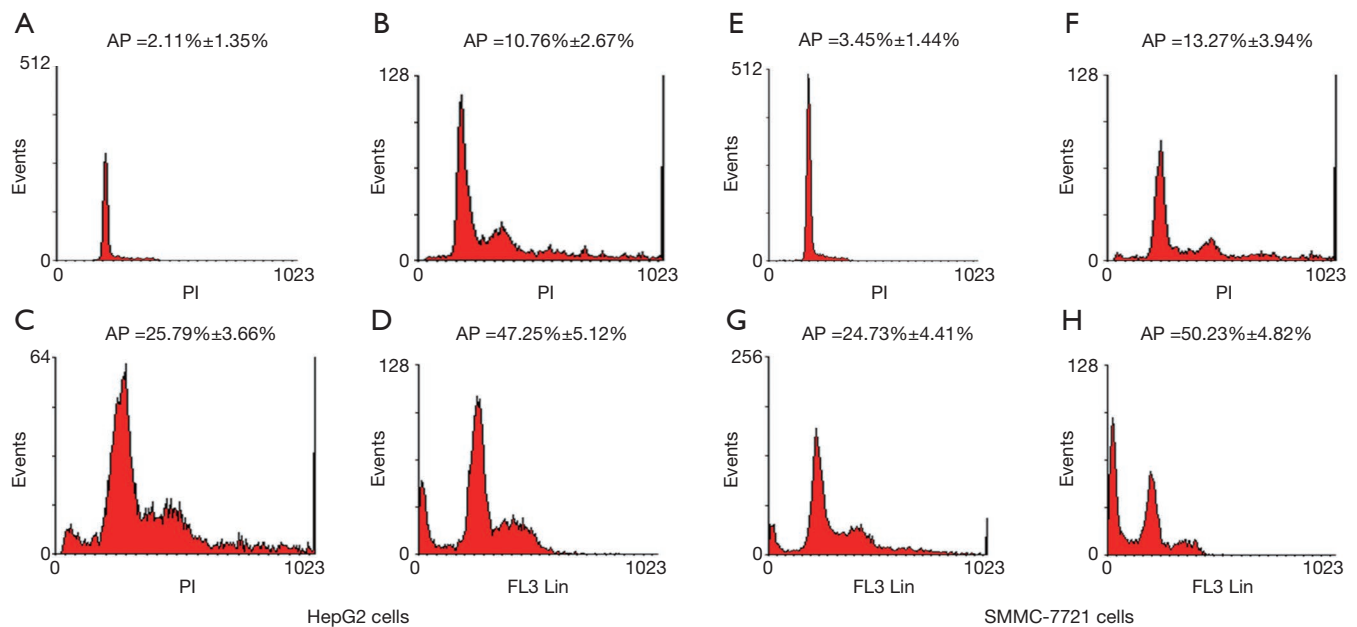 A
AP =2.11%±1.35%
512
Events
0
0
1023
PI
B
AP =10.76%±2.67%
128
Events
0
0
1023
PI
E
AP =3.45%±1.44%
512
Events
0
0
1023
PI
F
AP =13.27%±3.94%
128
Events
0
0
1023
PI
C
AP =25.79%±3.66%
64
Events
0
0
1023
PI
D
AP =47.25%±5.12%
128
Events
0
0
1023
FL3 Lin
G
AP =24.73%±4.41%
256
Events
0
0
1023
FL3 Lin
H
AP =50.23%±4.82%
128
Events
0
0
1023
FL3 Lin
HepG2 cells
SMMC-7721 cells